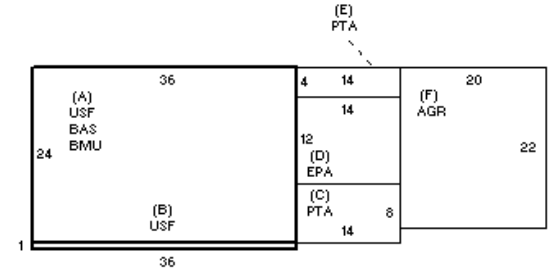 (E)
PTA
36
4 14
20
(A)
USF
BAS
BMU
14
(F)
AGR
24
12
22
(D)
EPA
(C)
PTA
8
(B)
USF
14
1
36